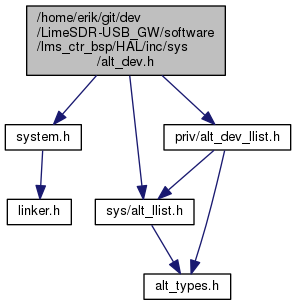 /home/erik/git/dev
/LimeSDR-USB_GW/software
/lms_ctr_bsp/HAL/inc/sys
/alt_dev.h
system.h
priv/alt_dev_llist.h
linker.h
sys/alt_llist.h
alt_types.h